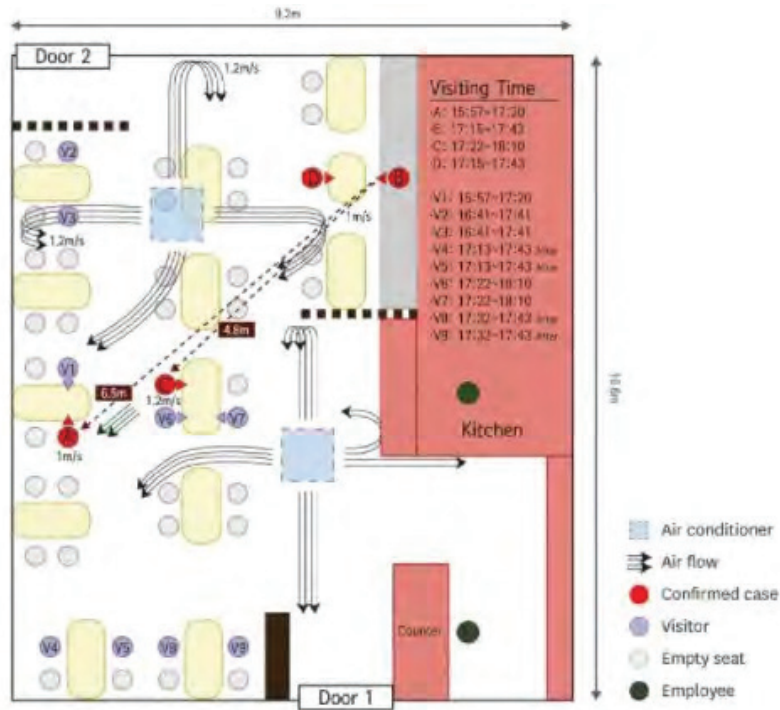 9.2m
Door 2
1.2m/s
Visiting Time
A: 15:57~17:20
B: 17:15~17:43
C: 17:22~18:10
D: 17:15~17:43
V1: 15:57~17:20
V2: 16:41~17:41
V3: 16:41~17:41
V4: 17:13~17:43 After
V5: 17:13~17:43 After
V6: 17:22~18:10
V7: 17:22~18:10
V8: 17:32~17:43 After
V9: 17:32~17:43 After
V2
D
B
V3
1m/s
1.2m/s
4.8m
V1
6.5m
C
1.2m/s
V6
V7
A
1m/s
Kitchen
Air conditioner
Air flow
Confirmed case
Visitor
Empty seat
Employee
Counter
V4
V5
V8
V9
Door 1